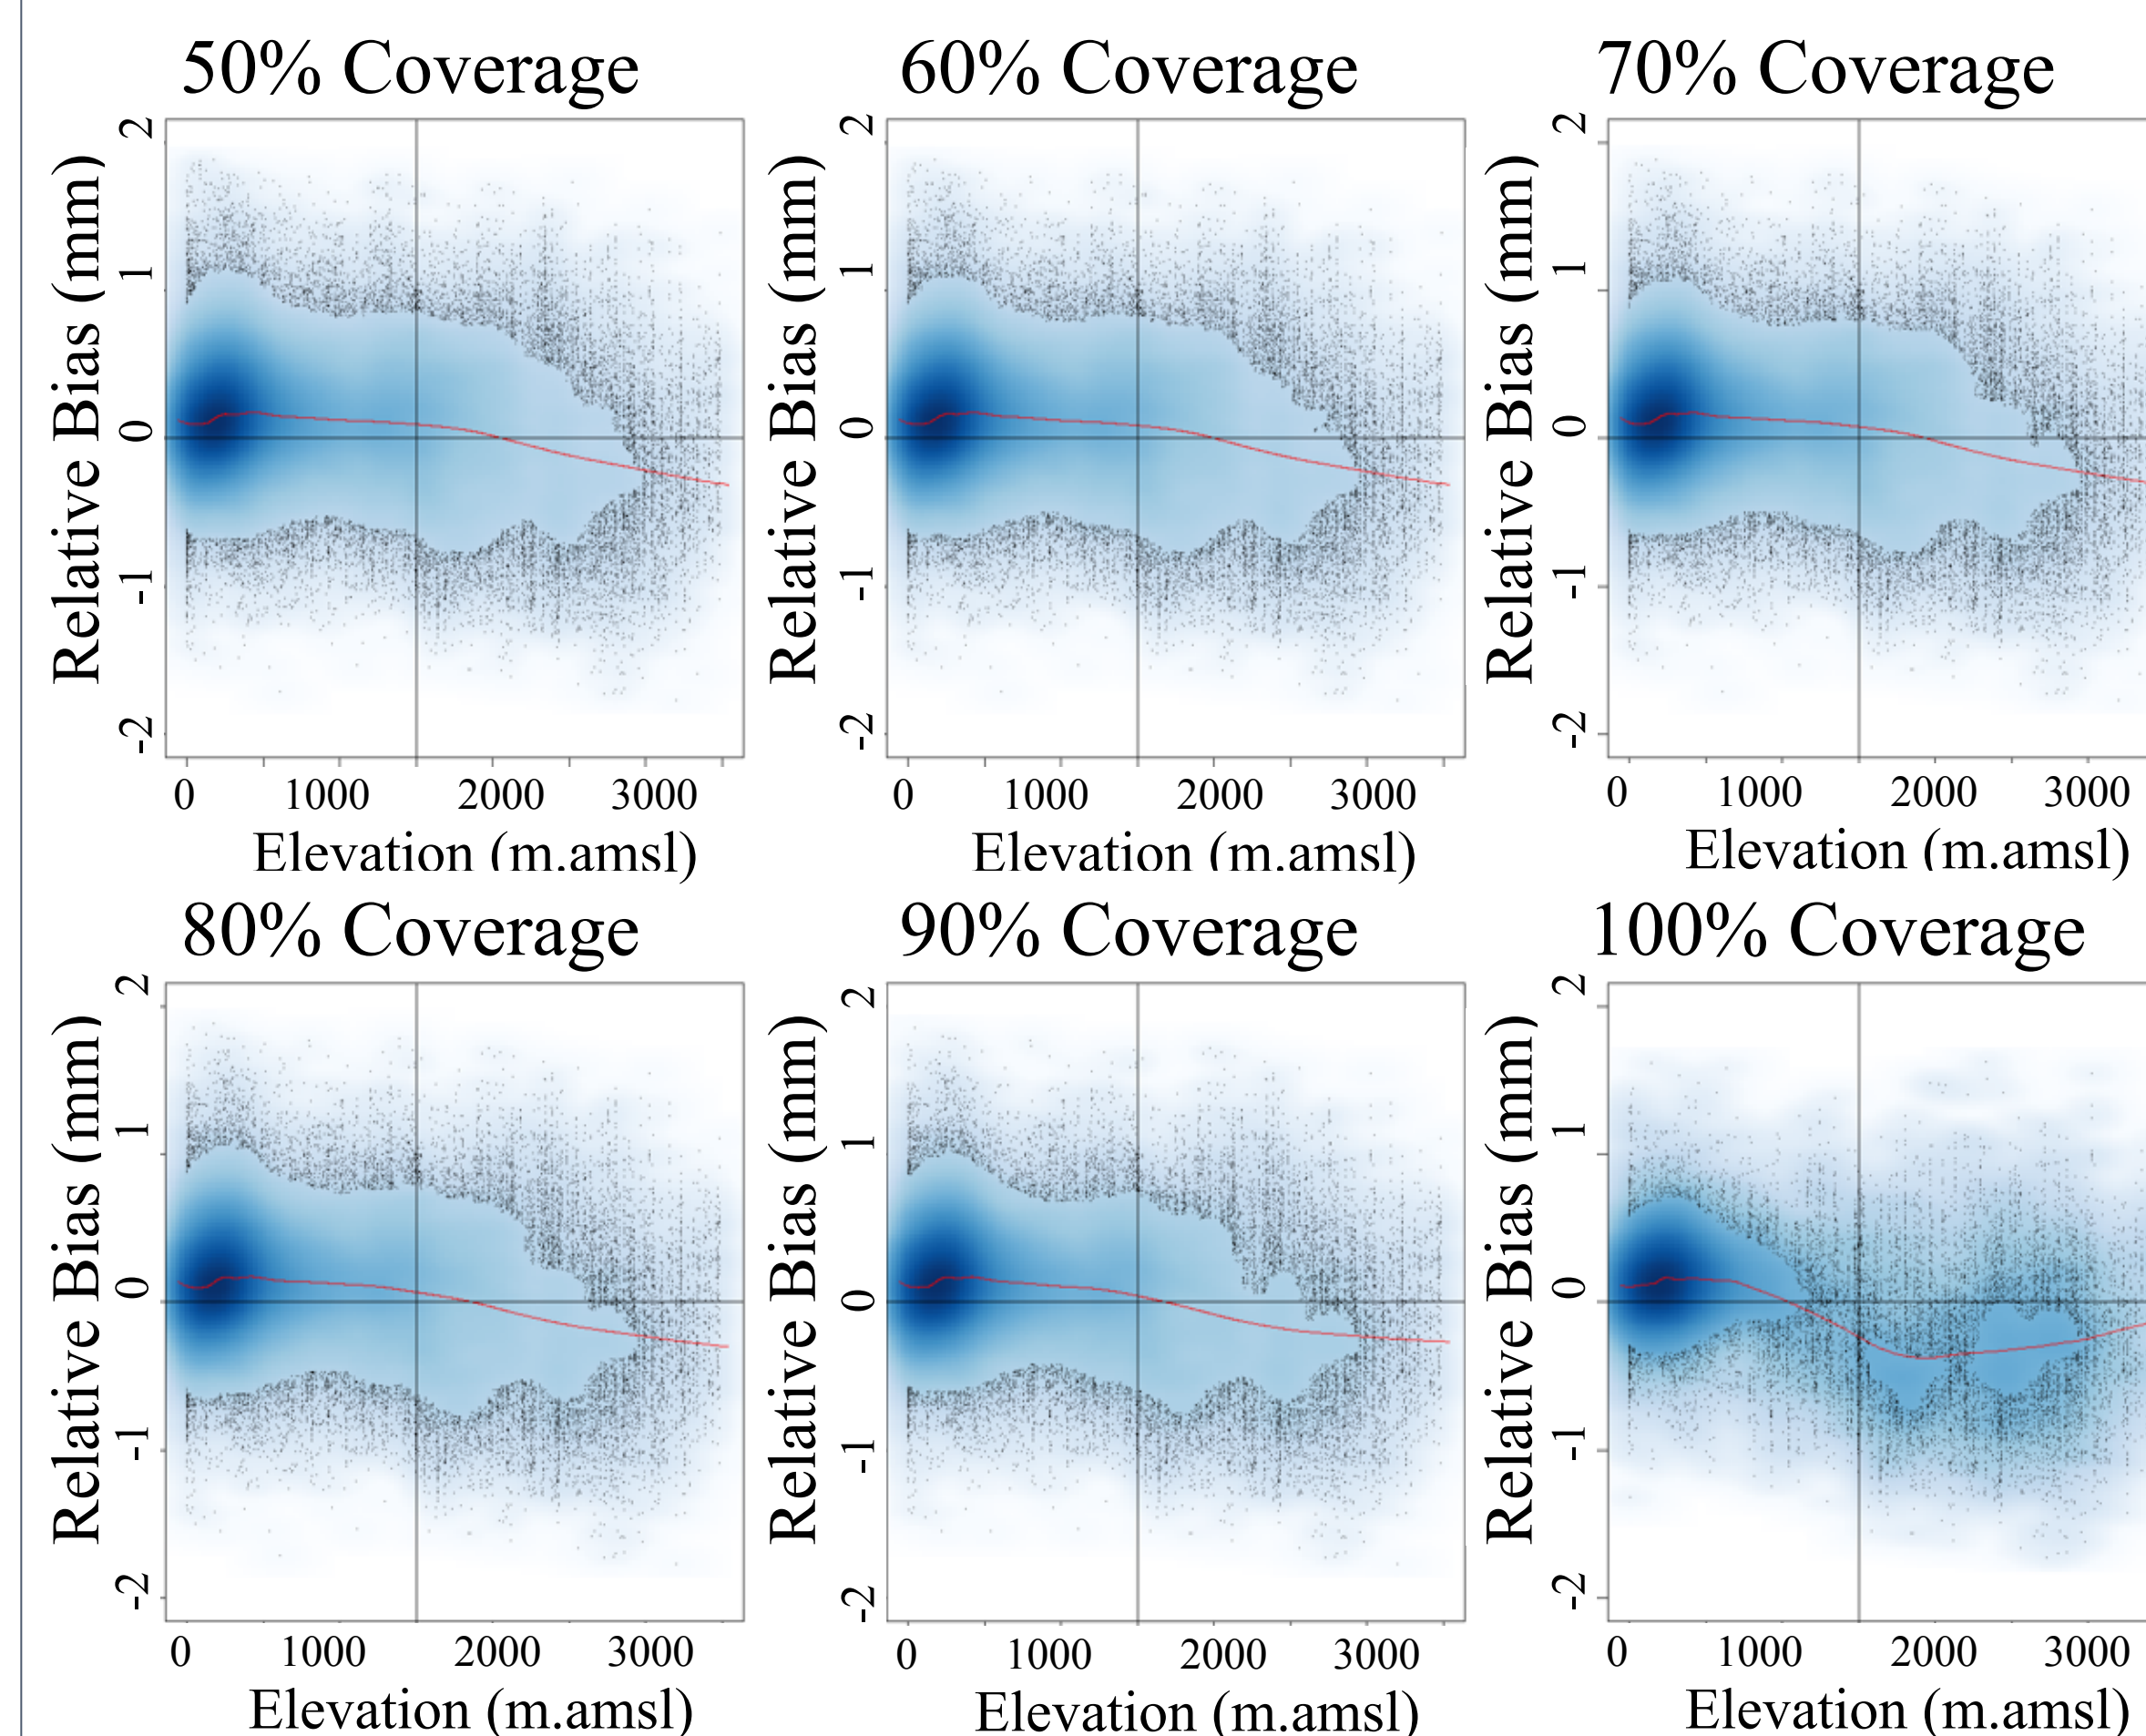 50% Coverage
60% Coverage
70% Coverage
Relative Bias (mm)
2
1
0
-1
-2
Relative Bias (mm)
2
1
0
-1
-2
Relative Bias (mm)
2
1
0
-1
-2
0 1000 2000 3000
0 1000 2000 3000
0 1000 2000 3000
Elevation (m.amsl)
Elevation (m.amsl)
Elevation (m.amsl)
80% Coverage
90% Coverage
100% Coverage
Relative Bias (mm)
2
1
0
-1
-2
Relative Bias (mm)
2
1
0
-1
-2
Relative Bias (mm)
2
1
0
-1
-2
0 1000 2000 3000
0 1000 2000 3000
0 1000 2000 3000
Elevation (m.amsl)
Elevation (m.amsl)
Elevation (m.amsl)